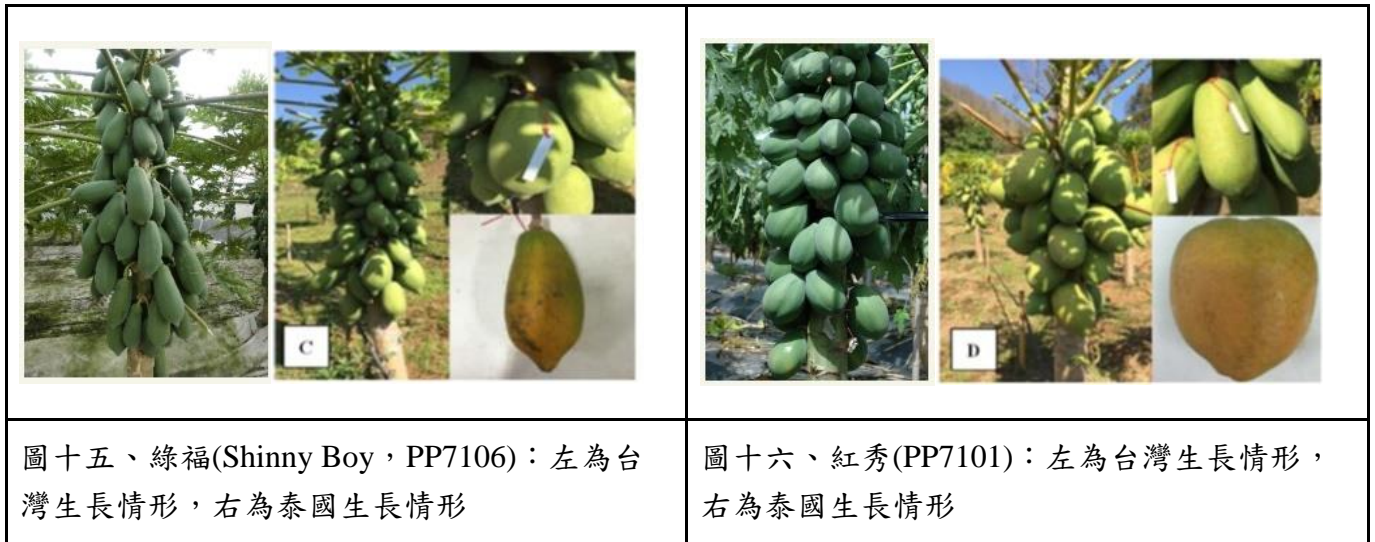 C
D
圖十五、綠福(Shinny Boy，PP7106)：左為台
灣生長情形，右為泰國生長情形
圖十六、紅秀(PP7101)：左為台灣生長情形，
右為泰國生長情形